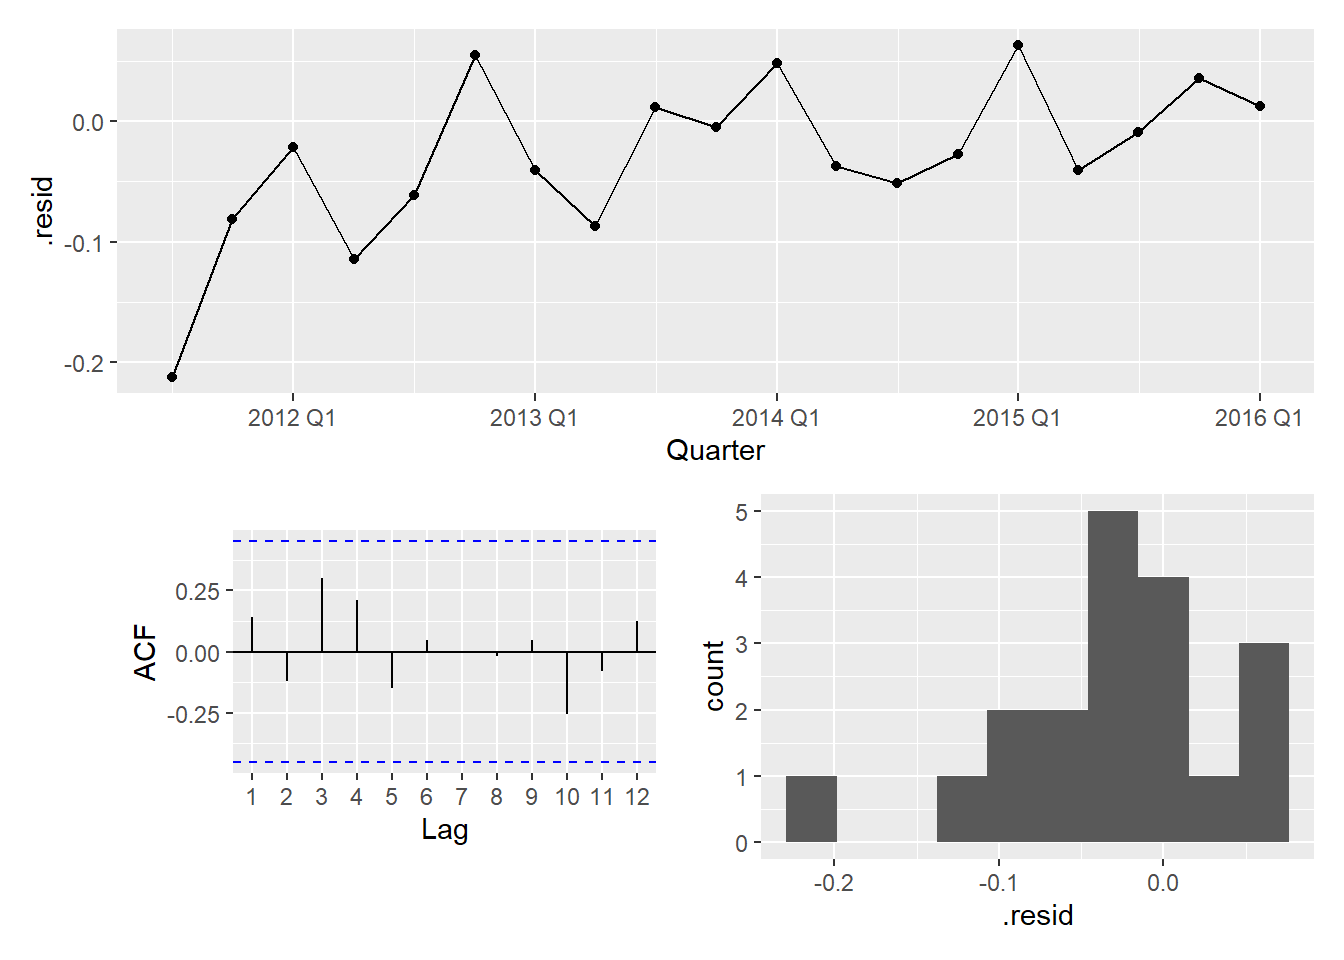 0.0
-0.1
-0.2
.resid
2012 Q1 2013 Q1 2014 Q1 2015 Q1 2016 Q1
Quarter
0.25
0.00
-0.25
ACF
1 2 3 4 5 6 7 8 9 10 11 12
Lag
5
4
3
2
1
0
count
-0.2 -0.1 0.0
.resid